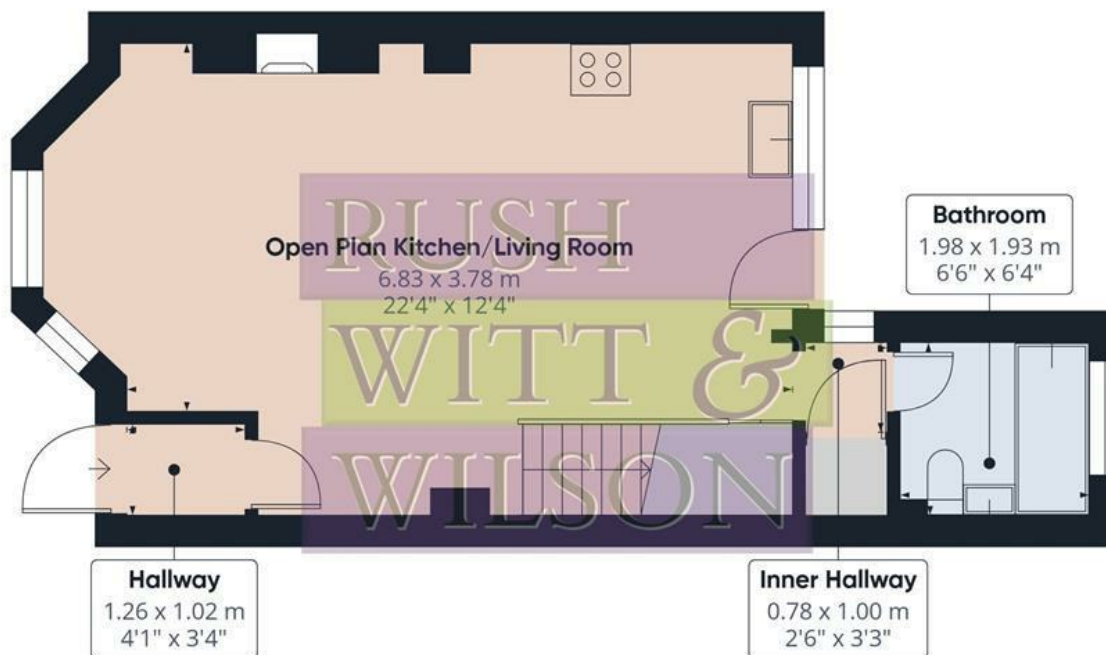 RUSH
Open Plan Kitchen/Living Room
6.83 x 3.78 m
22'4" x 12'4"
WITT &
WILSON
Bathroom
1.98 x 1.93 m
6'6" x 6'4"
Hallway
1.26 x 1.02 m
4'1" x 3'4"
Inner Hallway
0.78 x 1.00 m
2'6" x 3'3"